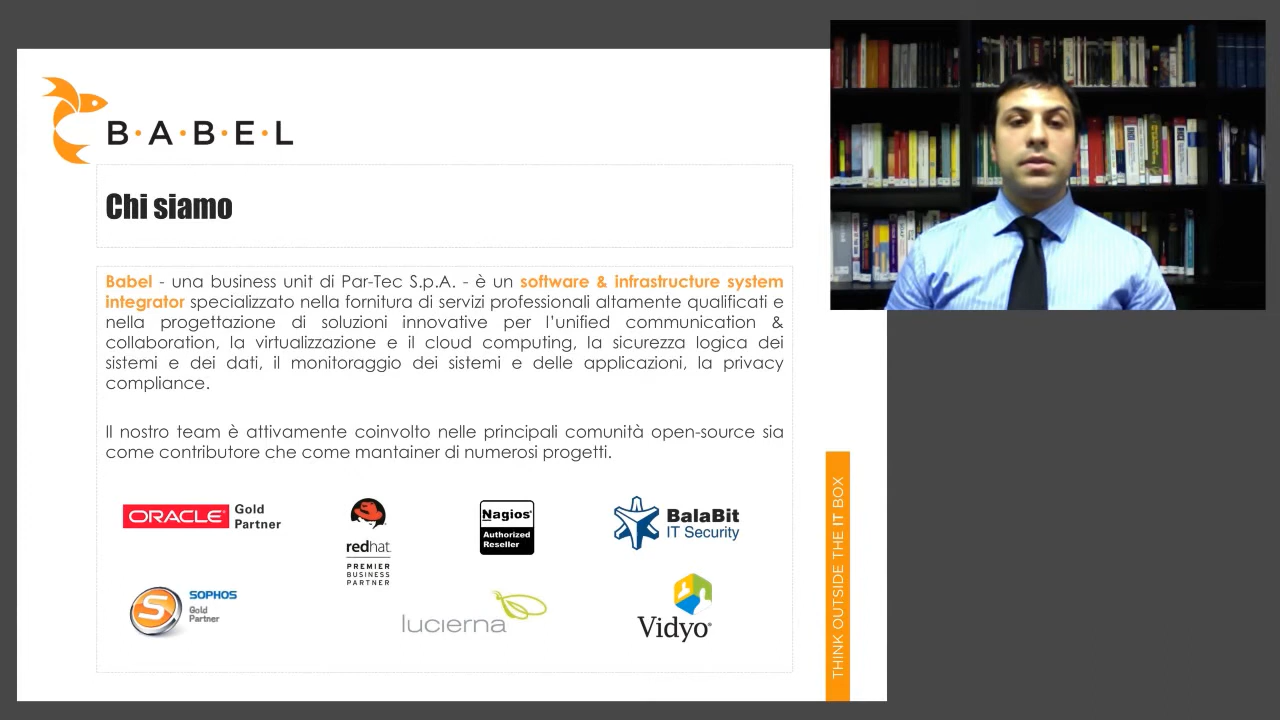 B·A·B·E·L
Chi siamo
Babel - una business unit di Par-Tec S.p.A. - è un software & infrastructure system
integrator specializzato nella fornitura di servizi professionali altamente qualificati e
nella progettazione di soluzioni innovative per l’unified communication &
collaboration, la virtualizzazione e il cloud computing, la sicurezza logica dei
sistemi e dei dati, il monitoraggio dei sistemi e delle applicazioni, la privacy
compliance.
Il nostro team è attivamente coinvolto nelle principali comunità open-source sia
come contributore che come mantainer di numerosi progetti.
ORACLE Gold
Partner
redhat
PREMIER
BUSINESS
PARTNER
Nagios®
Authorized
Reseller
BalaBit
IT Security
S SOPHOS
Gold
Partner
lucierna
Vidyo®
THINK OUTSIDE THE IT BOX